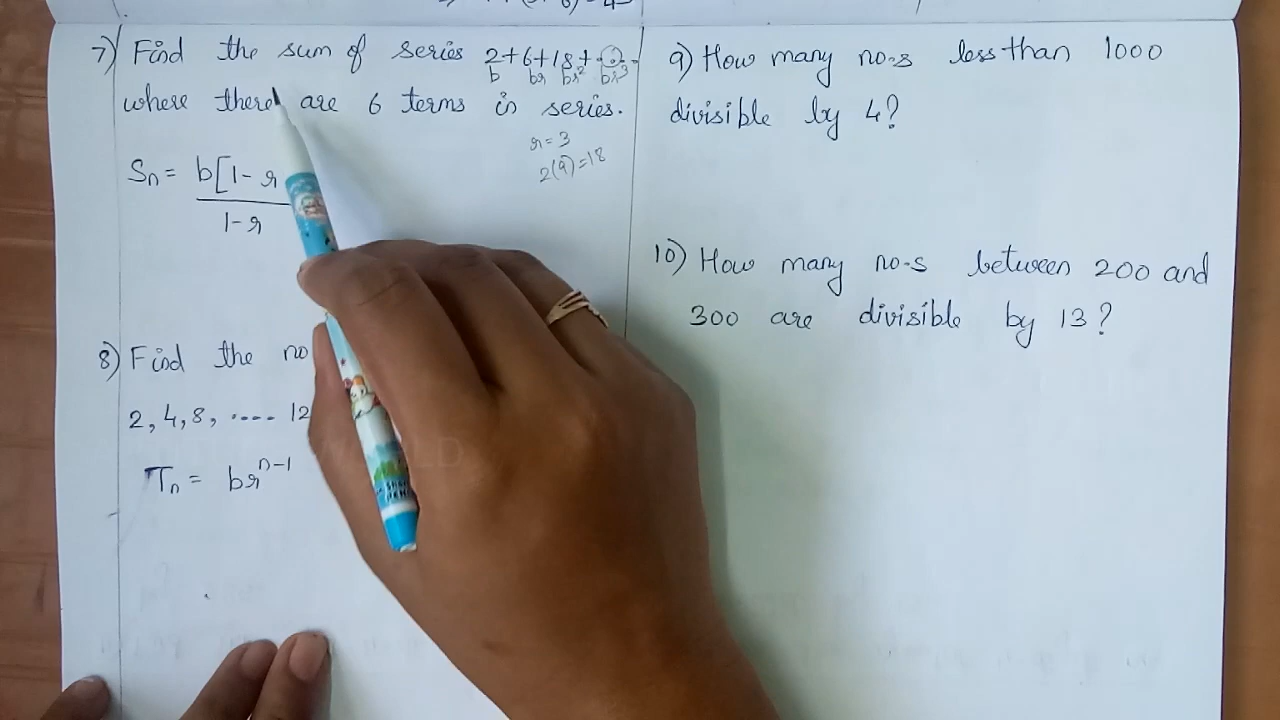 7) Find the sum of series 2+6+18+
b br br² br³
where there are 6 terms in series.
r=3
2(9)=18
Sn = b[1-r
1-r
8) Find the no
2, 4, 8, ..... 12
Tn = br^n-1
9) How many no.s less than 1000
divisible by 4?
10) How many no.s between 200 and
300 are divisible by 13?